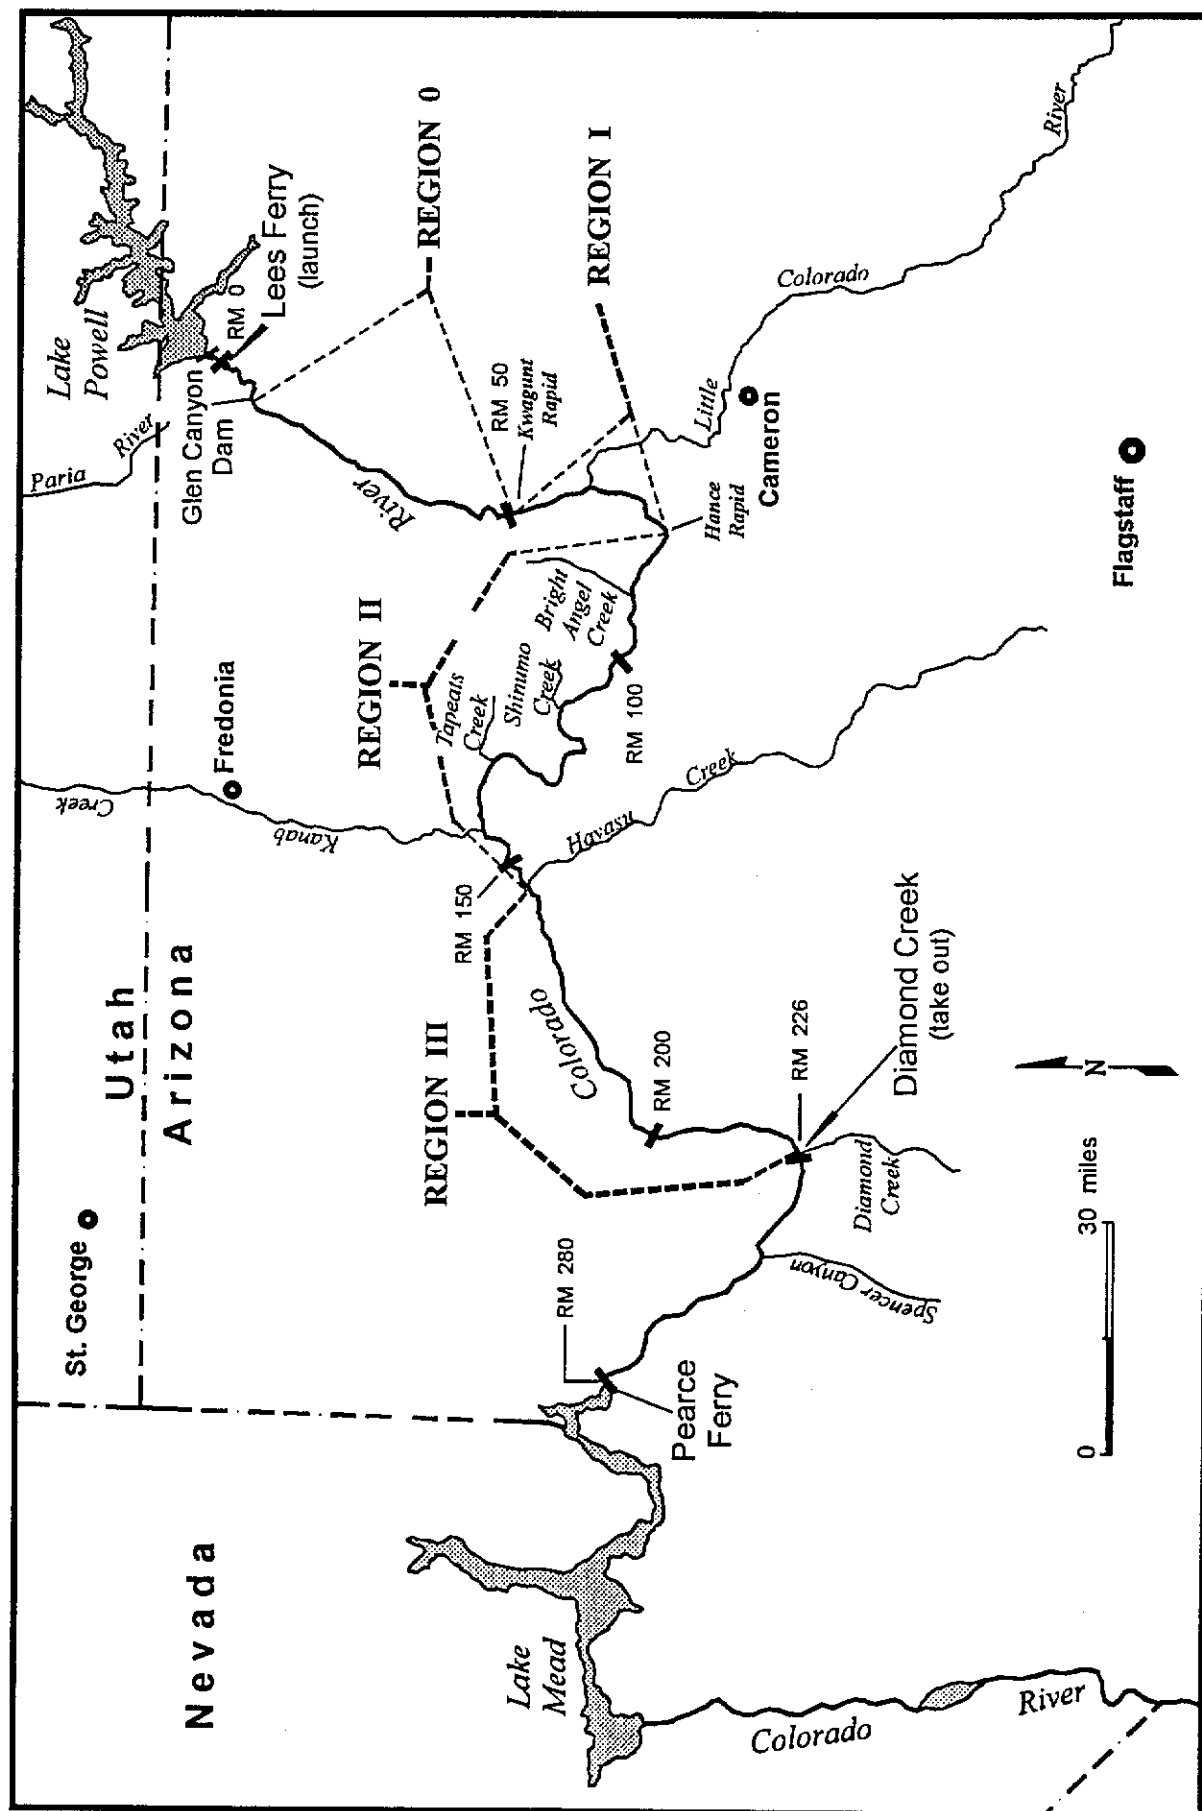 Nevada
Utah
Arizona
St. George
Fredonia
Creek
Kanab
Paria
River
Lake
Powell
Glen Canyon
Dam
RM 0
Lees Ferry
(launch)
REGION 0
REGION I
REGION II
REGION III
River
RM 50
Kwagunt
Rapid
Tapeats
Creek
Shinumo
Creek
Bright
Angel
Creek
Hance
Rapid
Little
Colorado
River
Cameron
Flagstaff
RM 100
RM 150
Havasu
Creek
Colorado
RM 200
RM 226
Diamond Creek
(take out)
Diamond
Creek
Spencer Canyon
RM 280
Pearce
Ferry
Lake
Mead
Colorado
River
N
0
30 miles